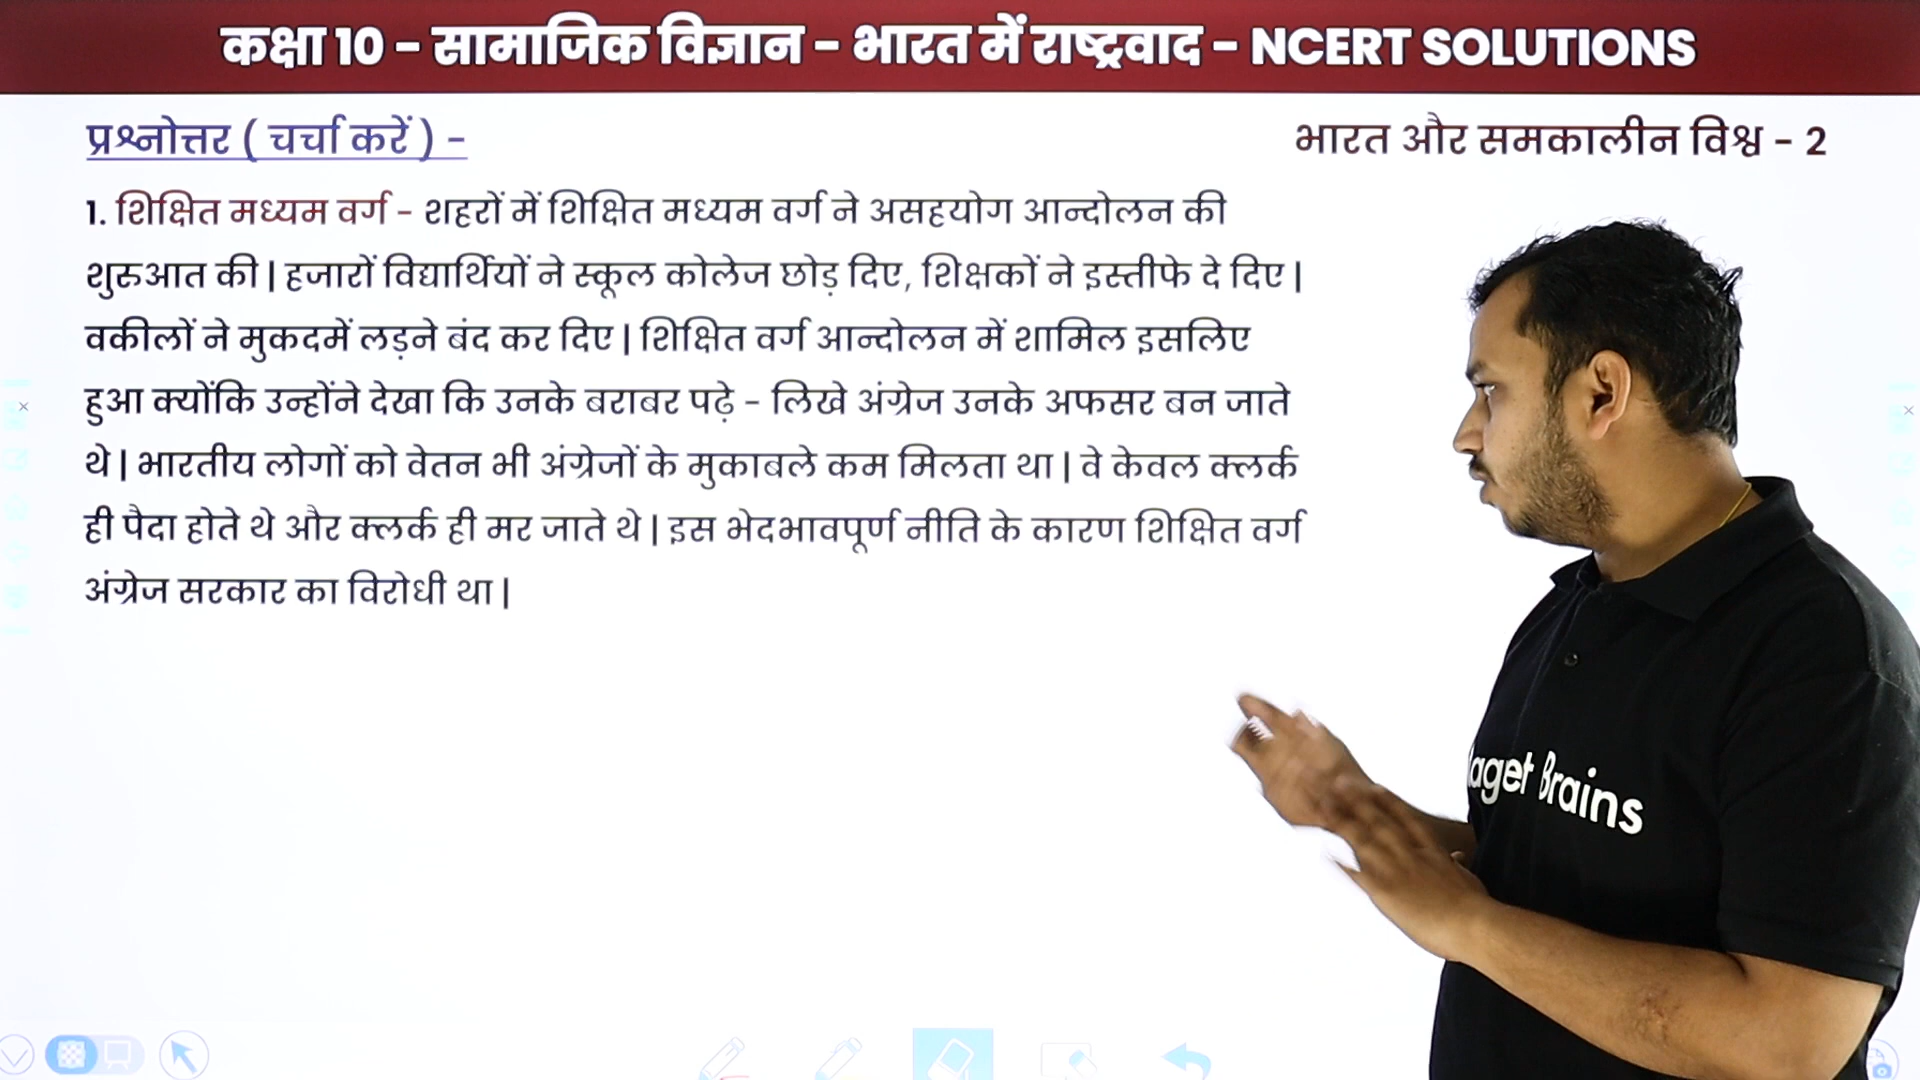 कक्षा 10 - सामाजिक विज्ञान - भारत में राष्ट्रवाद - NCERT SOLUTIONS
प्रश्नोत्तर ( चर्चा करें ) -
भारत और समकालीन विश्व - 2
1. शिक्षित मध्यम वर्ग - शहरों में शिक्षित मध्यम वर्ग ने असहयोग आन्दोलन की
शुरुआत की | हजारों विद्यार्थियों ने स्कूल कोलेज छोड़ दिए, शिक्षकों ने इस्तीफे दे दिए |
वकीलों ने मुकदमें लड़ने बंद कर दिए | शिक्षित वर्ग आन्दोलन में शामिल इसलिए
हुआ क्योंकि उन्होंने देखा कि उनके बराबर पढ़े - लिखे अंग्रेज उनके अफसर बन जाते
थे | भारतीय लोगों को वेतन भी अंग्रेजों के मुकाबले कम मिलता था | वे केवल क्लर्क
ही पैदा होते थे और क्लर्क ही मर जाते थे | इस भेदभावपूर्ण नीति के कारण शिक्षित वर्ग
अंग्रेज सरकार का विरोधी था |
Brains